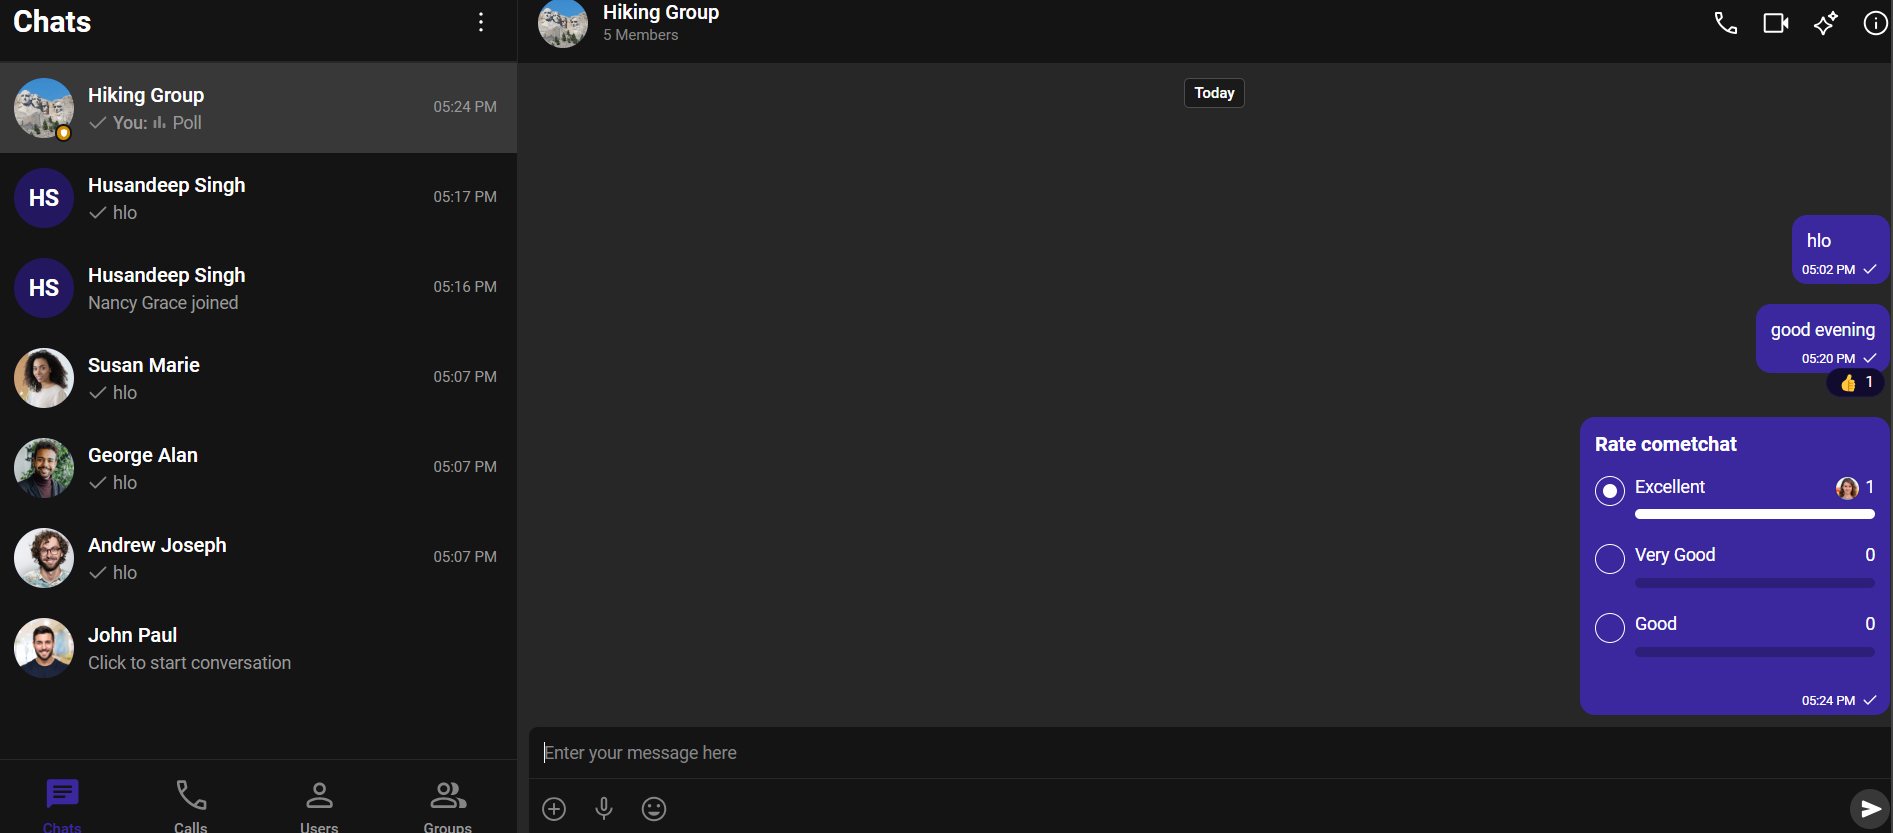 Chats
Hiking Group
05:24 PM
You: Poll
HS
Husandeep Singh
05:17 PM
hlo
HS
Husandeep Singh
05:16 PM
Nancy Grace joined
Susan Marie
05:07 PM
hlo
George Alan
05:07 PM
hlo
Andrew Joseph
05:07 PM
hlo
John Paul
Click to start conversation
Chats
Calls
Users
Groups
Hiking Group
5 Members
Today
hlo
05:02 PM
good evening
05:20 PM
👍 1
Rate cometchat
Excellent 1
Very Good 0
Good 0
05:24 PM
Enter your message here